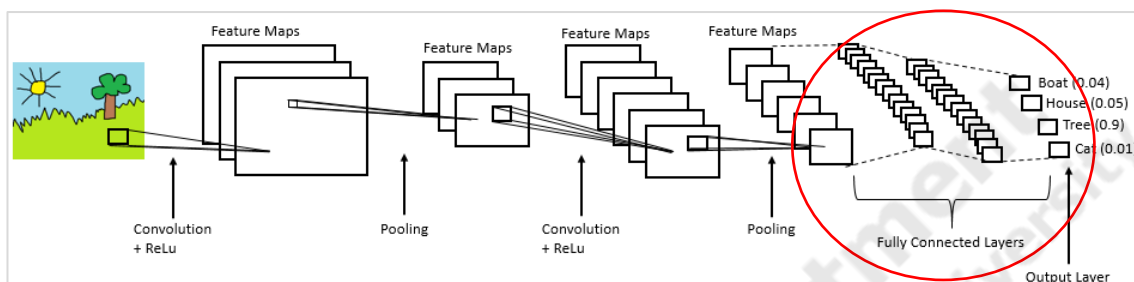 Feature Maps
Feature Maps
Feature Maps
Feature Maps
Boat (0.04)
House (0.05)
Tree (0.9)
Cat (0.01
Convolution
+ ReLu
Pooling
Convolution
+ ReLu
Pooling
Fully Connected Layers
Output Layer